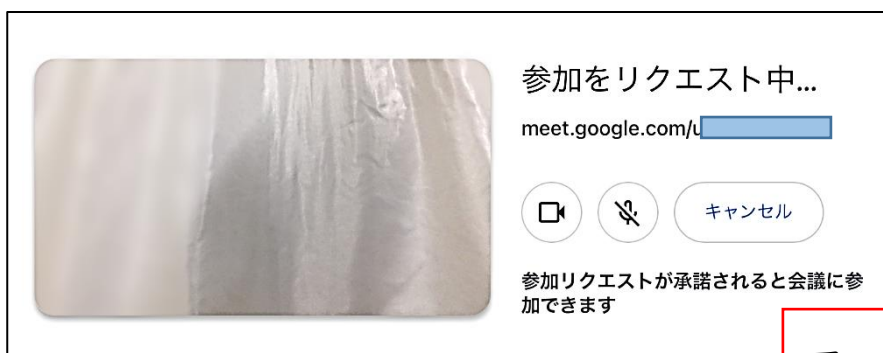 参加をリクエスト中...
meet.google.com/u
キャンセル
参加リクエストが承諾されると会議に参
加できます